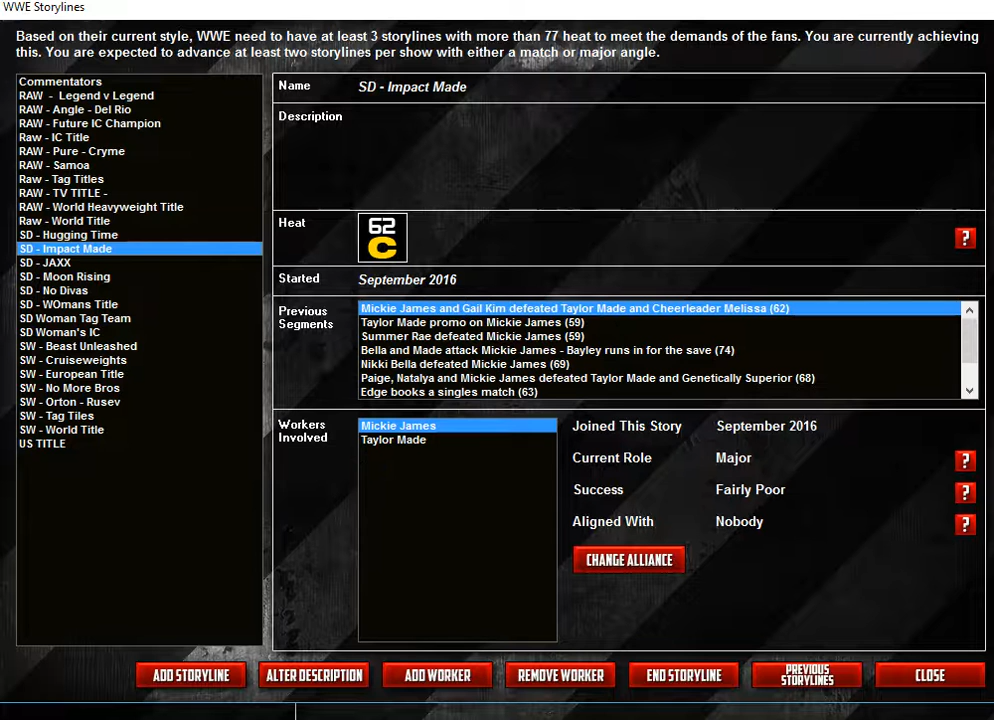 WWE Storylines
Based on their current style, WWE need to have at least 3 storylines with more than 77 heat to meet the demands of the fans. You are currently achieving
this. You are expected to advance at least two storylines per show with either a match or major angle.
Commentators
RAW - Legend v Legend
RAW - Angle - Del Rio
RAW - Future IC Champion
Raw - IC Title
RAW - Pure - Cryme
RAW - Samoa
Raw - Tag Titles
RAW - TV TITLE -
RAW - World Heavyweight Title
Raw - World Title
SD - Hugging Time
SD - Impact Made
SD - JAXX
SD - Moon Rising
SD - No Divas
SD - WOmans Title
SD Woman Tag Team
SD Woman's IC
SW - Beast Unleashed
SW - Cruiseweights
SW - European Title
SW - No More Bros
SW - Orton - Rusev
SW - Tag Tiles
SW - World Title
US TITLE
Name
SD - Impact Made
Description
Heat
62
C
?
Started
September 2016
Previous
Segments
Mickie James and Gail Kim defeated Taylor Made and Cheerleader Melissa (62)
Taylor Made promo on Mickie James (59)
Summer Rae defeated Mickie James (59)
Bella and Made attack Mickie James - Bayley runs in for the save (74)
Nikki Bella defeated Mickie James (69)
Paige, Natalya and Mickie James defeated Taylor Made and Genetically Superior (68)
Edge books a singles match (63)
Workers
Involved
Mickie James
Taylor Made
Joined This Story September 2016
Current Role Major ?
Success Fairly Poor ?
Aligned With Nobody ?
CHANGE ALLIANCE
ADD STORYLINE
ALTER DESCRIPTION
ADD WORKER
REMOVE WORKER
END STORYLINE
PREVIOUS
STORYLINES
CLOSE